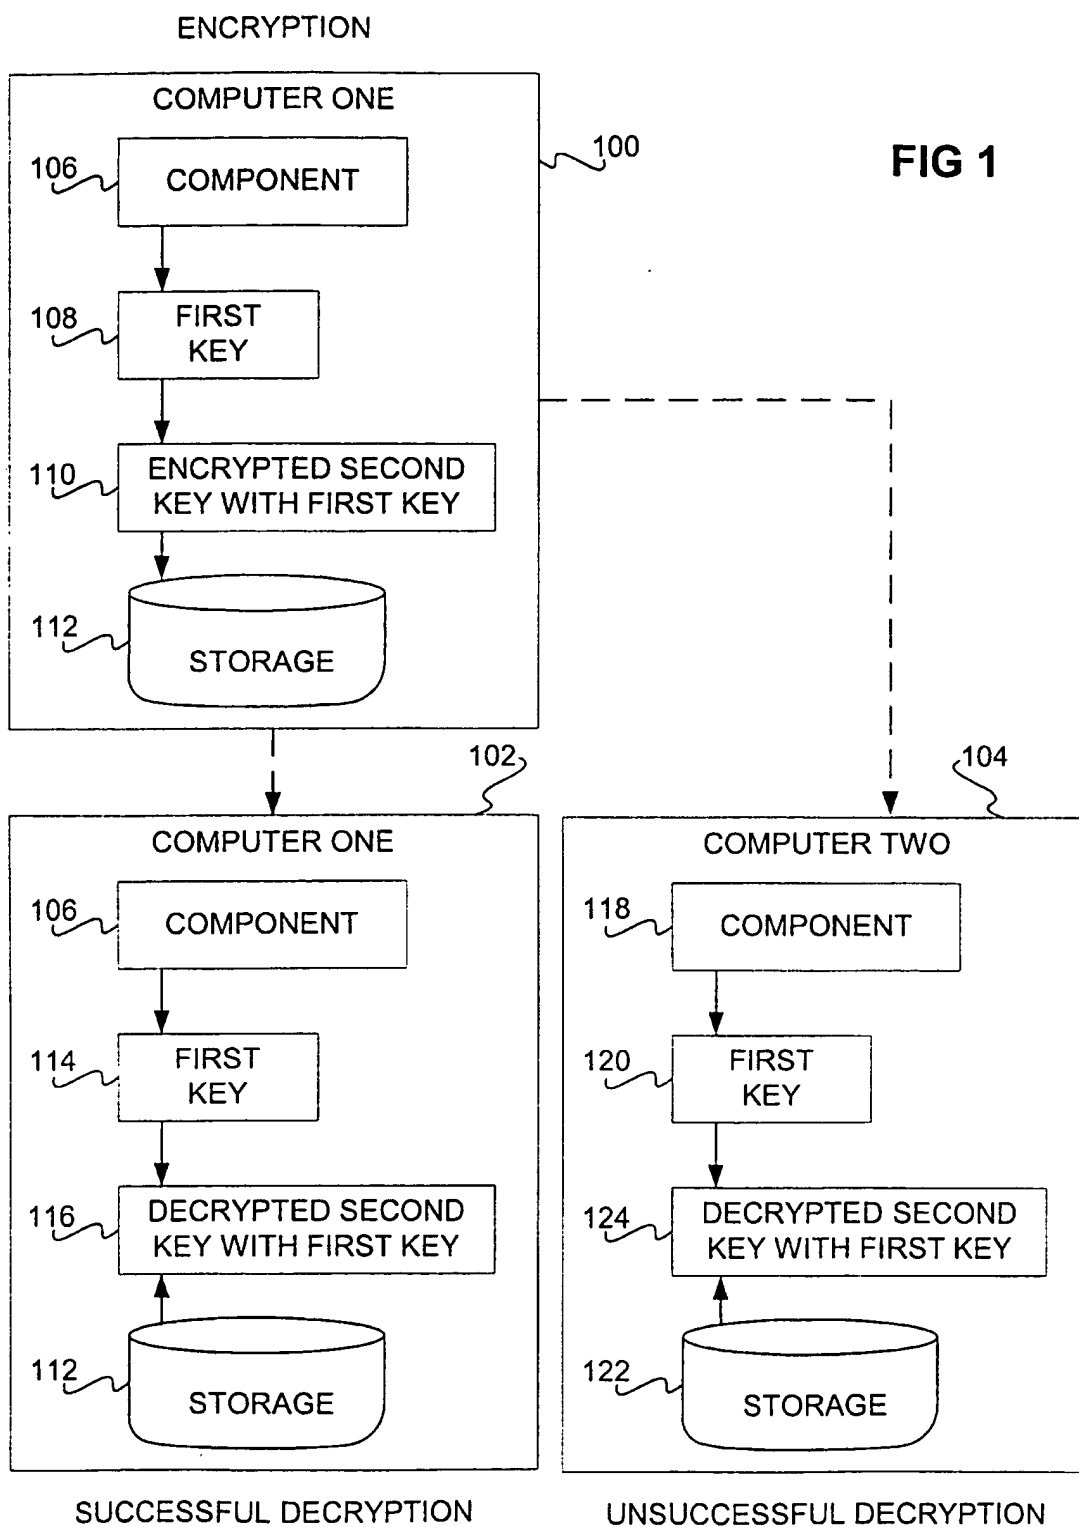 ENCRYPTION
COMPUTER ONE
100
FIG 1
106
COMPONENT
108
FIRST
KEY
110
ENCRYPTED SECOND
KEY WITH FIRST KEY
112
STORAGE
102
104
COMPUTER ONE
106
COMPONENT
114
FIRST
KEY
116
DECRYPTED SECOND
KEY WITH FIRST KEY
112
STORAGE
COMPUTER TWO
118
COMPONENT
120
FIRST
KEY
124
DECRYPTED SECOND
KEY WITH FIRST KEY
122
STORAGE
SUCCESSFUL DECRYPTION
UNSUCCESSFUL DECRYPTION